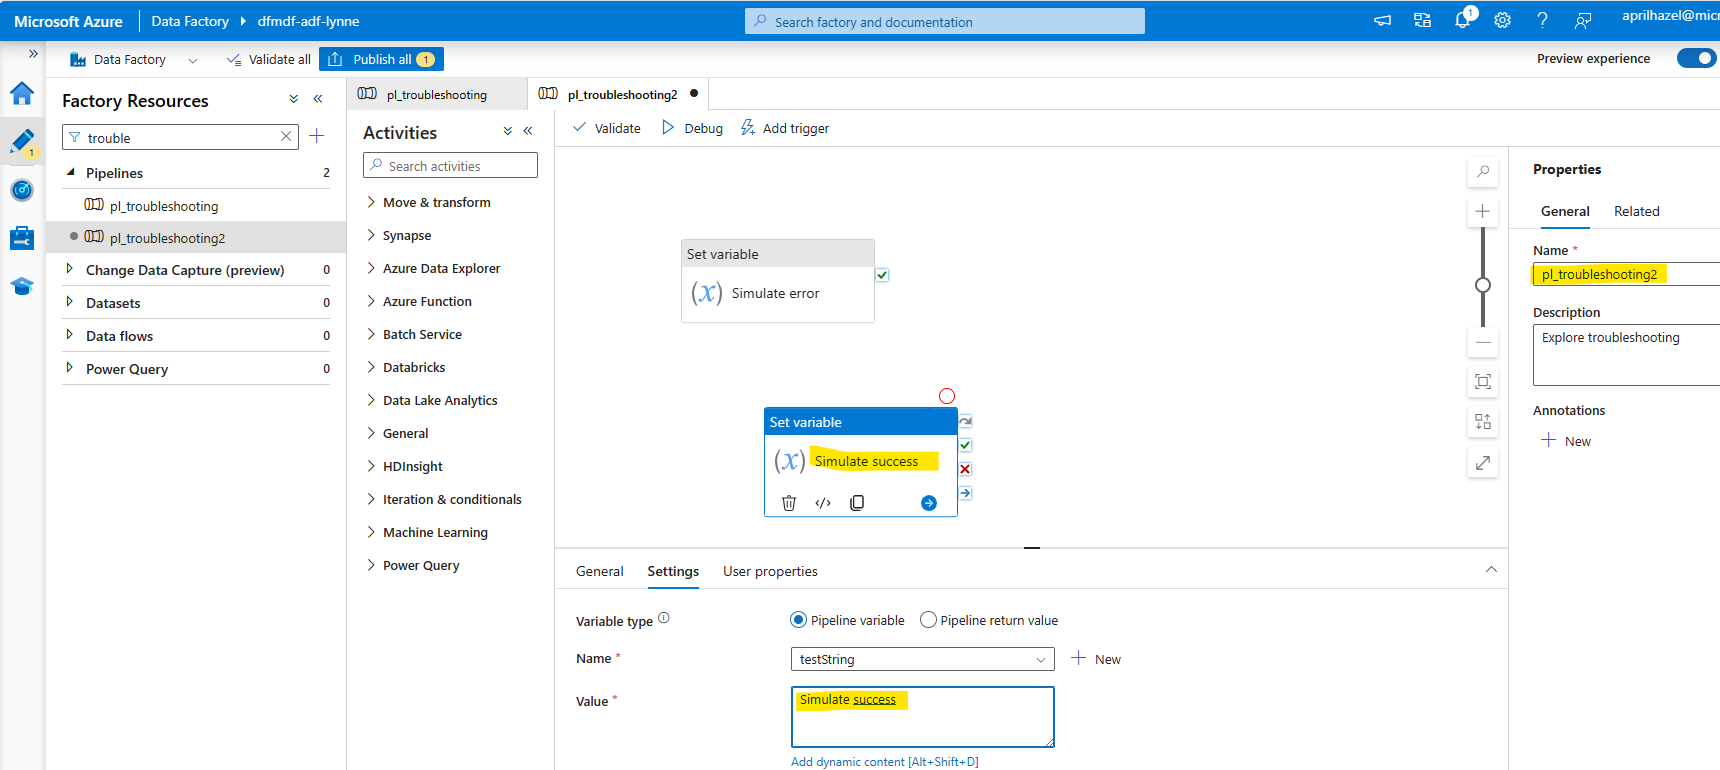 Microsoft Azure Data Factory dfmdf-adf-lynne Search factory and documentation 1 aprilhazel@micr
Data Factory Validate all Publish all 1 Preview experience
Factory Resources
trouble
Pipelines 2
pl_troubleshooting
pl_troubleshooting2
Change Data Capture (preview) 0
Datasets 0
Data flows 0
Power Query 0
1
pl_troubleshooting pl_troubleshooting2
Activities
Search activities
Move & transform
Synapse
Azure Data Explorer
Azure Function
Batch Service
Databricks
Data Lake Analytics
General
HDInsight
Iteration & conditionals
Machine Learning
Power Query
Validate Debug Add trigger
Set variable
(x) Simulate error
Set variable
(x) Simulate success
General Settings User properties
Variable type Pipeline variable Pipeline return value
Name * testString New
Value * Simulate success
Add dynamic content [Alt+Shift+D]
Properties
General Related
Name *
pl_troubleshooting2
Description
Explore troubleshooting
Annotations
New